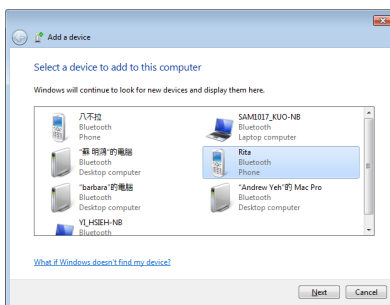 Add a device
Select a device to add to this computer
Windows will continue to look for new devices and display them here.
八不拉
Bluetooth
Phone
SAM1017_KUO-NB
Bluetooth
Laptop computer
"蘇 明鴻"的電腦
Bluetooth
Desktop computer
Rita
Bluetooth
Phone
"barbara"的電腦
Bluetooth
Desktop computer
"Andrew Yeh"的 Mac Pro
Bluetooth
Desktop computer
YI_HSIEH-NB
Bluetooth
What if Windows doesn't find my device?
Next
Cancel